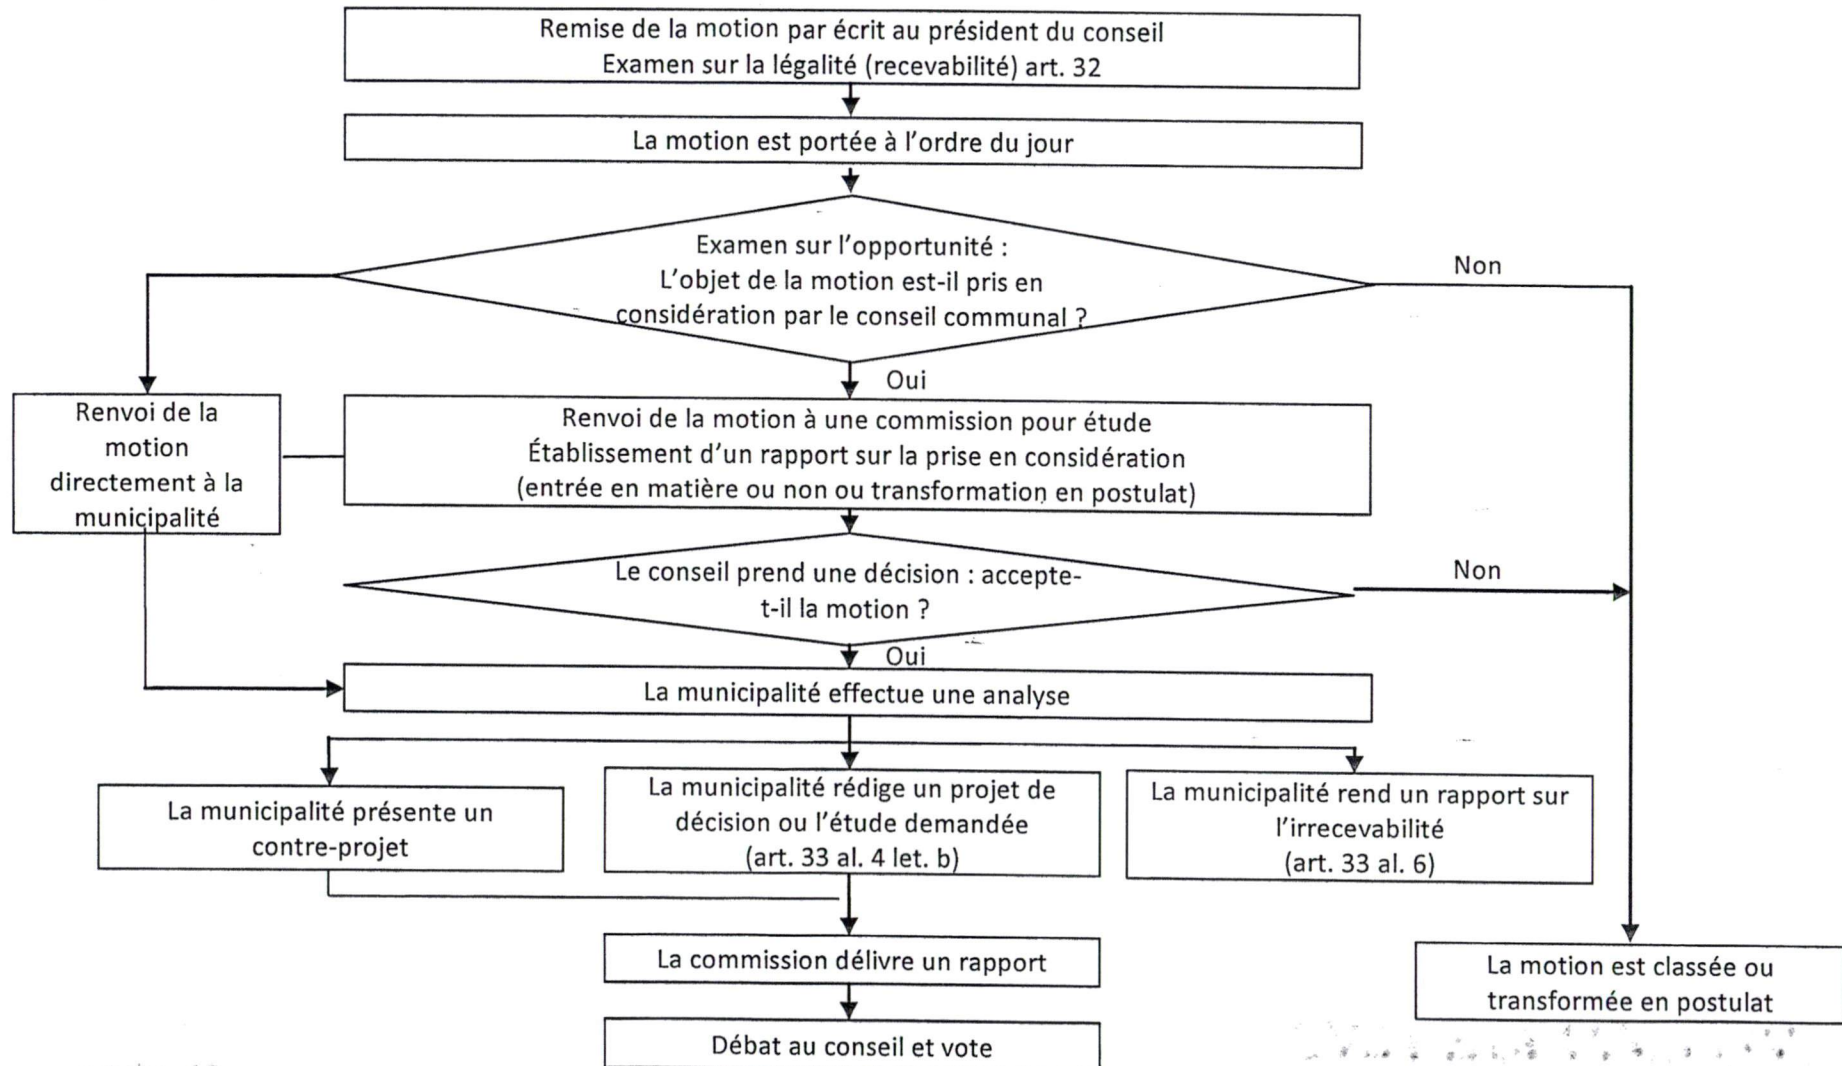 Remise de la motion par écrit au président du conseil
Examen sur la légalité (recevabilité) art. 32
La motion est portée à l'ordre du jour
Examen sur l'opportunité :
L'objet de la motion est-il pris en
considération par le conseil communal ?
Non
Oui
Renvoi de la
motion
directement à la
municipalité
Renvoi de la motion à une commission pour étude
Établissement d'un rapport sur la prise en considération
(entrée en matière ou non ou transformation en postulat)
Le conseil prend une décision : accepte-
t-il la motion ?
Non
Oui
La municipalité effectue une analyse
La municipalité présente un
contre-projet
La municipalité rédige un projet de
décision ou l'étude demandée
(art. 33 al. 4 let. b)
La municipalité rend un rapport sur
l'irrecevabilité
(art. 33 al. 6)
La commission délivre un rapport
La motion est classée ou
transformée en postulat
Débat au conseil et vote